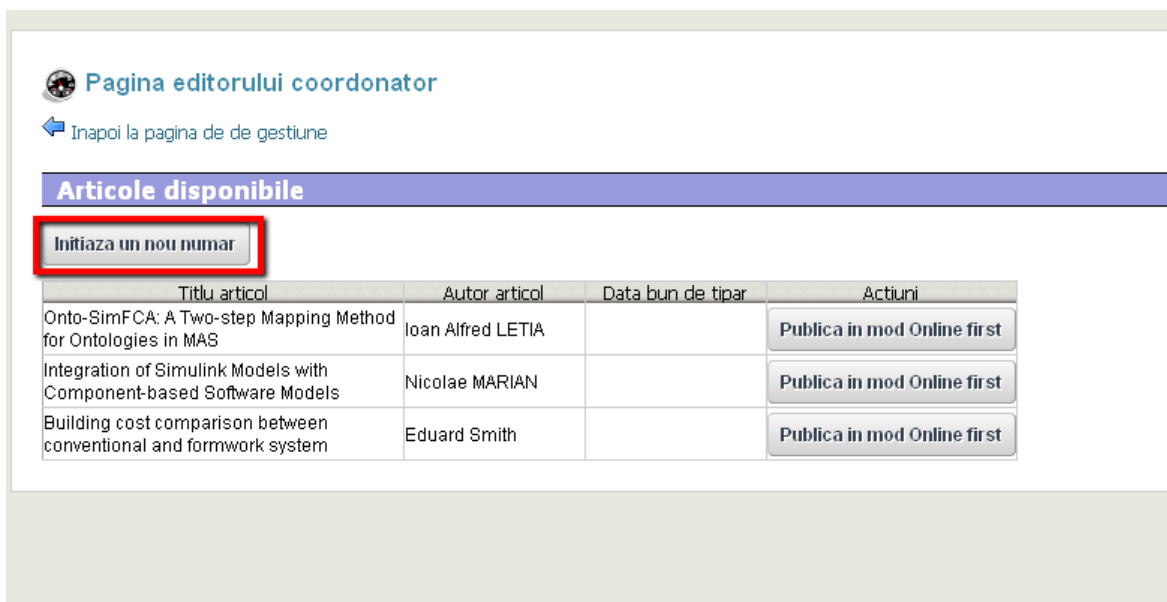 Pagina editorului coordonator
Inapoi la pagina de de gestiune
Articole disponibile
Initiaza un nou numar
Titlu articol Autor articol Data bun de tipar Actiuni
Onto-SimFCA: A Two-step Mapping Method
for Ontologies in MAS
Ioan Alfred LETIA
Publica in mod Online first
Integration of Simulink Models with
Component-based Software Models
Nicolae MARIAN
Publica in mod Online first
Building cost comparison between
conventional and formwork system
Eduard Smith
Publica in mod Online first